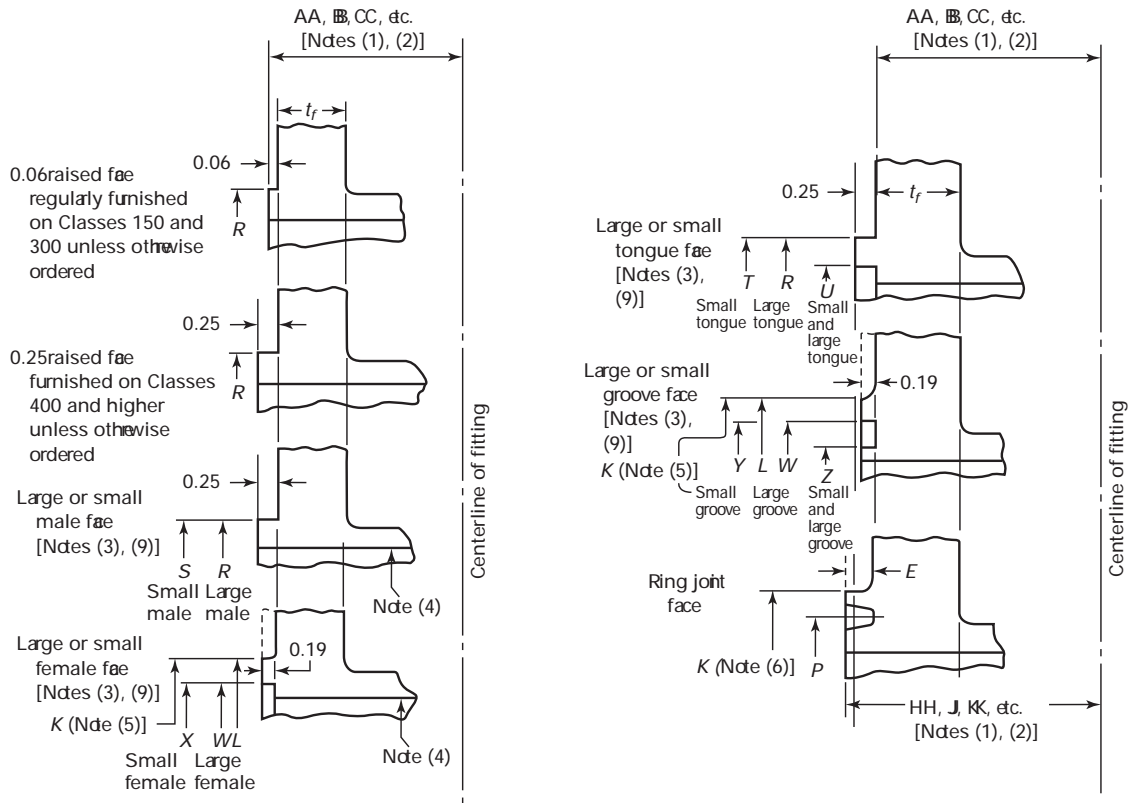 AA, BB, CC, etc.
[Notes (1), (2)]
t_f
0.06
0.06 raised face
regularly furnished
on Classes 150 and
300 unless otherwise
ordered
R
0.25
0.25 raised face
furnished on Classes
400 and higher
unless otherwise
ordered
R
0.25
Large or small
male face
[Notes (3), (9)]
S R
Small Large
male male
Note (4)
Large or small
female face
[Notes (3), (9)]
0.19
K (Note (5)]
X W L
Small Large
female female
Note (4)
Centerline of fitting
AA, BB, CC, etc.
[Notes (1), (2)]
0.25
t_f
Large or small
tongue face
[Notes (3),
(9)]
T R U
Small Large Small
tongue tongue and
large
tongue
Large or small
groove face
[Notes (3),
(9)]
0.19
K (Note (5)]
Y L W Z
Small Large Small
groove groove and
large
groove
Ring joint
face
E
K (Note (6)]
P
HH, JJ, KK, etc.
[Notes (1), (2)]
Centerline of fitting